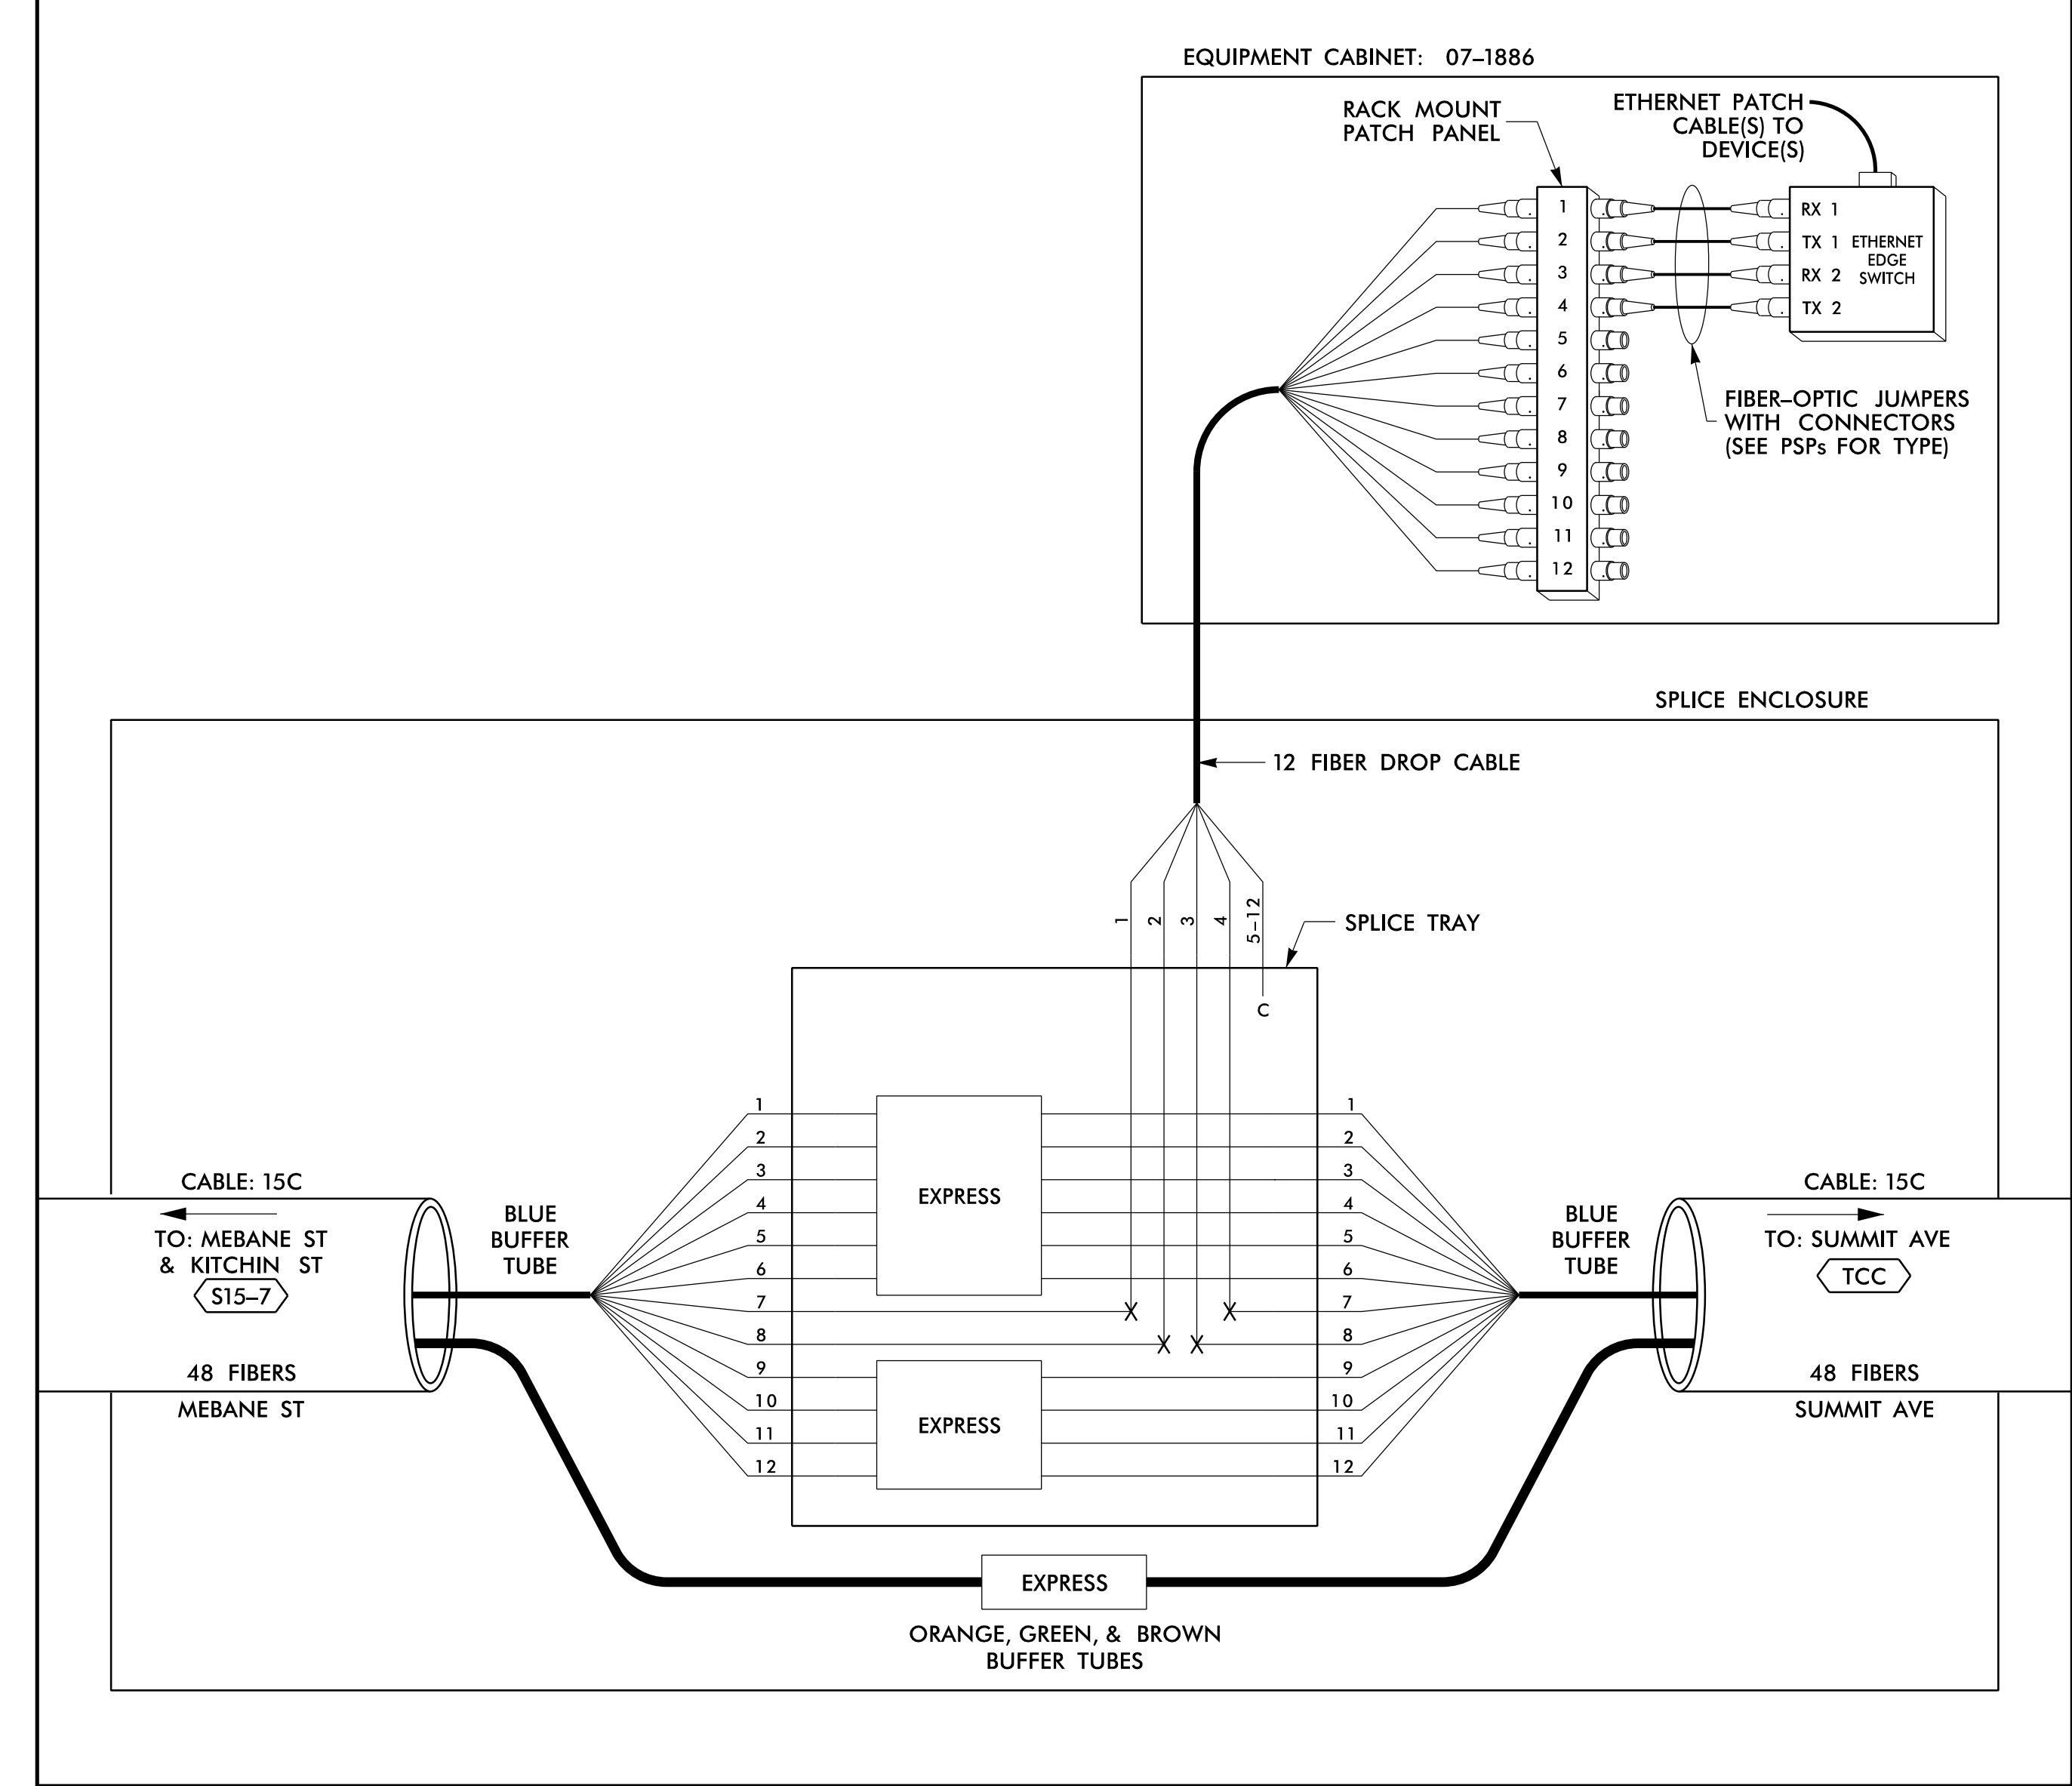 EQUIPMENT CABINET: 07–1886
RACK MOUNT
PATCH PANEL
ETHERNET PATCH
CABLE(S) TO
DEVICE(S)
1
2
3
4
5
6
7
8
9
10
11
12
RX 1
TX 1
RX 2
TX 2
ETHERNET
EDGE
SWITCH
FIBER–OPTIC JUMPERS
WITH CONNECTORS
(SEE PSPs FOR TYPE)
SPLICE ENCLOSURE
12 FIBER DROP CABLE
1
2
3
4
5–12
SPLICE TRAY
C
CABLE: 15C
TO: MEBANE ST
& KITCHIN ST
S15–7
48 FIBERS
MEBANE ST
BLUE
BUFFER
TUBE
1
2
3
4
5
6
7
8
9
10
11
12
EXPRESS
EXPRESS
1
2
3
4
5
6
7
8
9
10
11
12
BLUE
BUFFER
TUBE
CABLE: 15C
TO: SUMMIT AVE
TCC
48 FIBERS
SUMMIT AVE
EXPRESS
ORANGE, GREEN, & BROWN
BUFFER TUBES